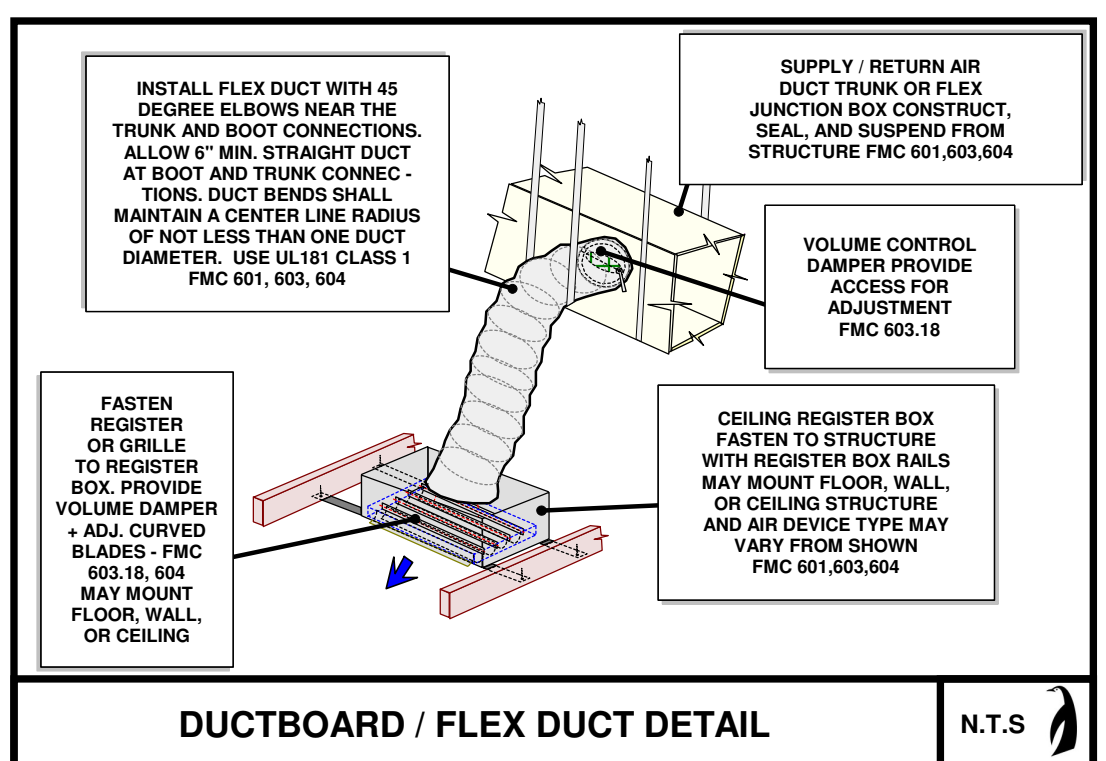 INSTALL FLEX DUCT WITH 45
DEGREE ELBOWS NEAR THE
TRUNK AND BOOT CONNECTIONS.
ALLOW 6" MIN. STRAIGHT DUCT
AT BOOT AND TRUNK CONNEC -
TIONS. DUCT BENDS SHALL
MAINTAIN A CENTER LINE RADIUS
OF NOT LESS THAN ONE DUCT
DIAMETER. USE UL181 CLASS 1
FMC 601, 603, 604
SUPPLY / RETURN AIR
DUCT TRUNK OR FLEX
JUNCTION BOX CONSTRUCT,
SEAL, AND SUSPEND FROM
STRUCTURE FMC 601,603,604
VOLUME CONTROL
DAMPER PROVIDE
ACCESS FOR
ADJUSTMENT
FMC 603.18
FASTEN
REGISTER
OR GRILLE
TO REGISTER
BOX. PROVIDE
VOLUME DAMPER
+ ADJ. CURVED
BLADES - FMC
603.18, 604
MAY MOUNT
FLOOR, WALL,
OR CEILING
CEILING REGISTER BOX
FASTEN TO STRUCTURE
WITH REGISTER BOX RAILS
MAY MOUNT FLOOR, WALL,
OR CEILING STRUCTURE
AND AIR DEVICE TYPE MAY
VARY FROM SHOWN
FMC 601,603,604
DUCTBOARD / FLEX DUCT DETAIL
N.T.S